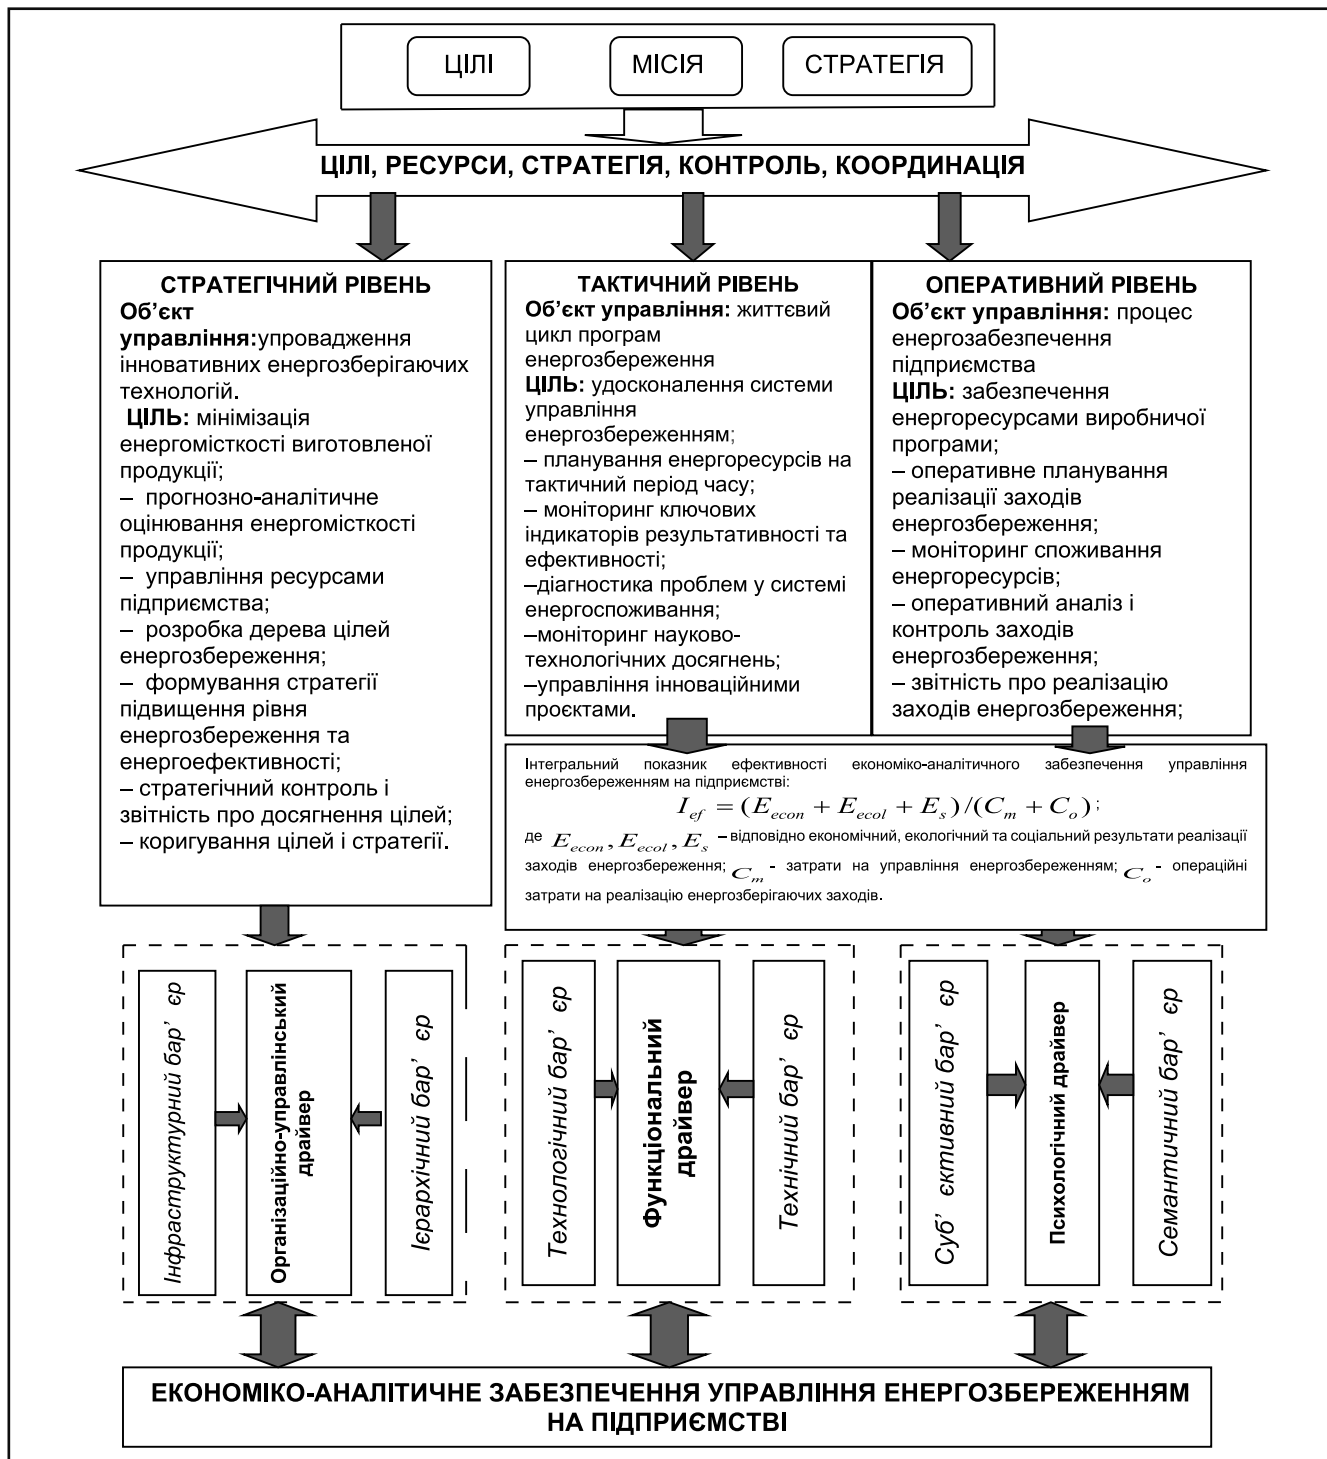 ЦІЛІ
МІСІЯ
СТРАТЕГІЯ
ЦІЛІ, РЕСУРСИ, СТРАТЕГІЯ, КОНТРОЛЬ, КООРДИНАЦІЯ
СТРАТЕГІЧНИЙ РІВЕНЬ
Об’єкт
управління:упровадження
інновативних енергозберігаючих
технологій.
ЦІЛЬ: мінімізація
енергомісткості виготовленої
продукції;
– прогнозно-аналітичне
оцінювання енергомісткості
продукції;
– управління ресурсами
підприємства;
– розробка дерева цілей
енергозбереження;
– формування стратегії
підвищення рівня
енергозбереження та
енергоефективності;
– стратегічний контроль і
звітність про досягнення цілей;
– коригування цілей і стратегії.
ТАКТИЧНИЙ РІВЕНЬ
Об’єкт управління: життєвий
цикл програм
енергозбереження
ЦІЛЬ: удосконалення системи
управління
енергозбереженням;
– планування енергоресурсів на
тактичний період часу;
– моніторинг ключових
індикаторів результативності та
ефективності;
–діагностика проблем у системі
енергоспоживання;
–моніторинг науково-
технологічних досягнень;
–управління інноваційними
проєктами.
ОПЕРАТИВНИЙ РІВЕНЬ
Об’єкт управління: процес
енергозабезпечення
підприємства
ЦІЛЬ: забезпечення
енергоресурсами виробничої
програми;
– оперативне планування
реалізації заходів
енергозбереження;
– моніторинг споживання
енергоресурсів;
– оперативний аналіз і
контроль заходів
енергозбереження;
– звітність про реалізацію
заходів енергозбереження;
Інтегральний показник ефективності економіко-аналітичного забезпечення управління
енергозбереженням на підприємстві:
I_ef = (E_econ + E_ecol + E_s)/(C_m + C_o) ;
де E_econ, E_ecol, E_s – відповідно економічний, екологічний та соціальний результати реалізації
заходів енергозбереження; C_m - затрати на управління енергозбереженням; C_o - операційні
затрати на реалізацію енергозберігаючих заходів.
Інфраструктурний бар’ єр
Організаційно-управлінський
драйвер
Ієрархічний бар’ єр
Технологічний бар’ єр
Функціональний
драйвер
Технічний бар’ єр
Суб’ єктивний бар’ єр
Психологічний драйвер
Семантичний бар’ єр
ЕКОНОМІКО-АНАЛІТИЧНЕ ЗАБЕЗПЕЧЕННЯ УПРАВЛІННЯ ЕНЕРГОЗБЕРЕЖЕННЯМ
НА ПІДПРИЄМСТВІ